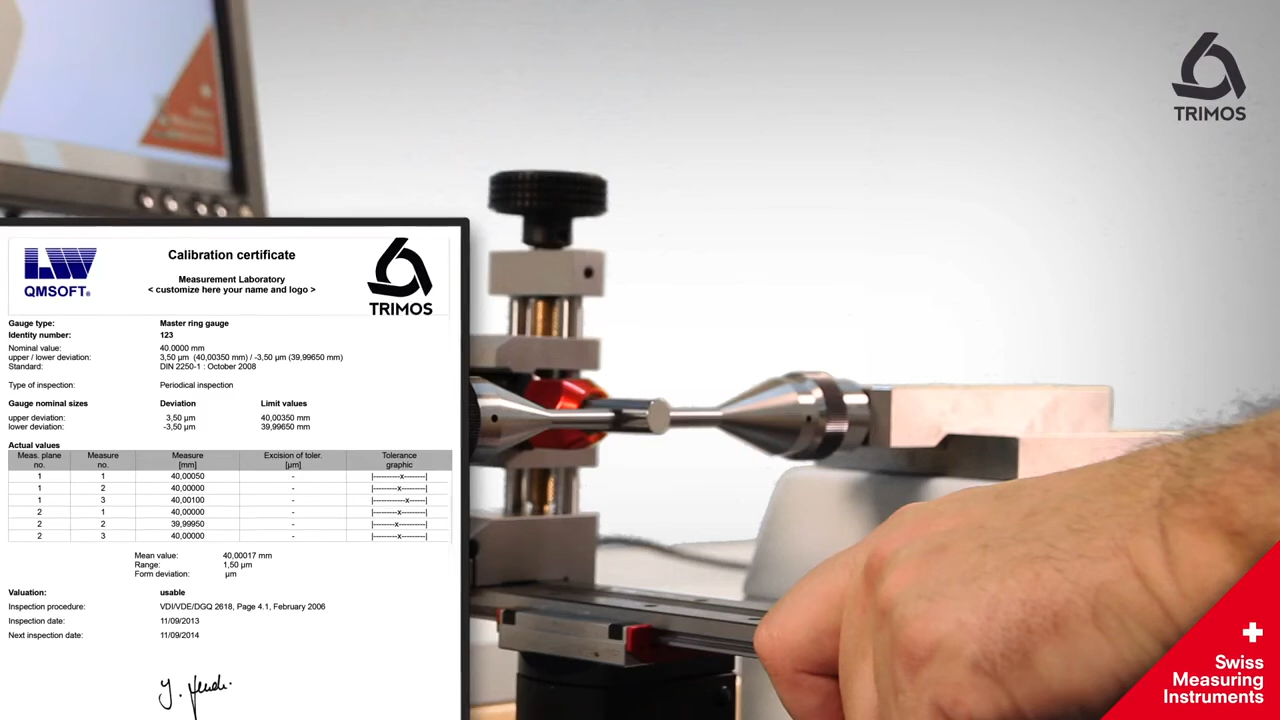 TRIMOS
LW
QMSOFT®
Calibration certificate
Measurement Laboratory
< customize here your name and logo >
TRIMOS
Gauge type: Master ring gauge
Identity number: 123
Nominal value: 40,0000 mm
upper / lower deviation: 3,50 µm (40,00350 mm) / -3,50 µm (39,99650 mm)
Standard: DIN 2250-1 : October 2008
Type of inspection: Periodical inspection
Gauge nominal sizes Deviation Limit values
upper deviation: 3,50 µm 40,00350 mm
lower deviation: -3,50 µm 39,99650 mm
Actual values
Meas. plane Measure Measure Excision of toler. Tolerance
no. no. [mm] [µm] graphic
1 1 40,00050 - |----------x--------|
1 2 40,00000 - |---------x---------|
1 3 40,00100 - |------------x------|
2 1 40,00000 - |---------x---------|
2 2 39,99950 - |--------x----------|
2 3 40,00000 - |---------x---------|
Mean value: 40,00017 mm
Range: 1,50 µm
Form deviation: µm
Valuation: usable
Inspection procedure: VDI/VDE/DGQ 2618, Page 4.1, February 2006
Inspection date: 11/09/2013
Next inspection date: 11/09/2014
Swiss
Measuring
Instruments